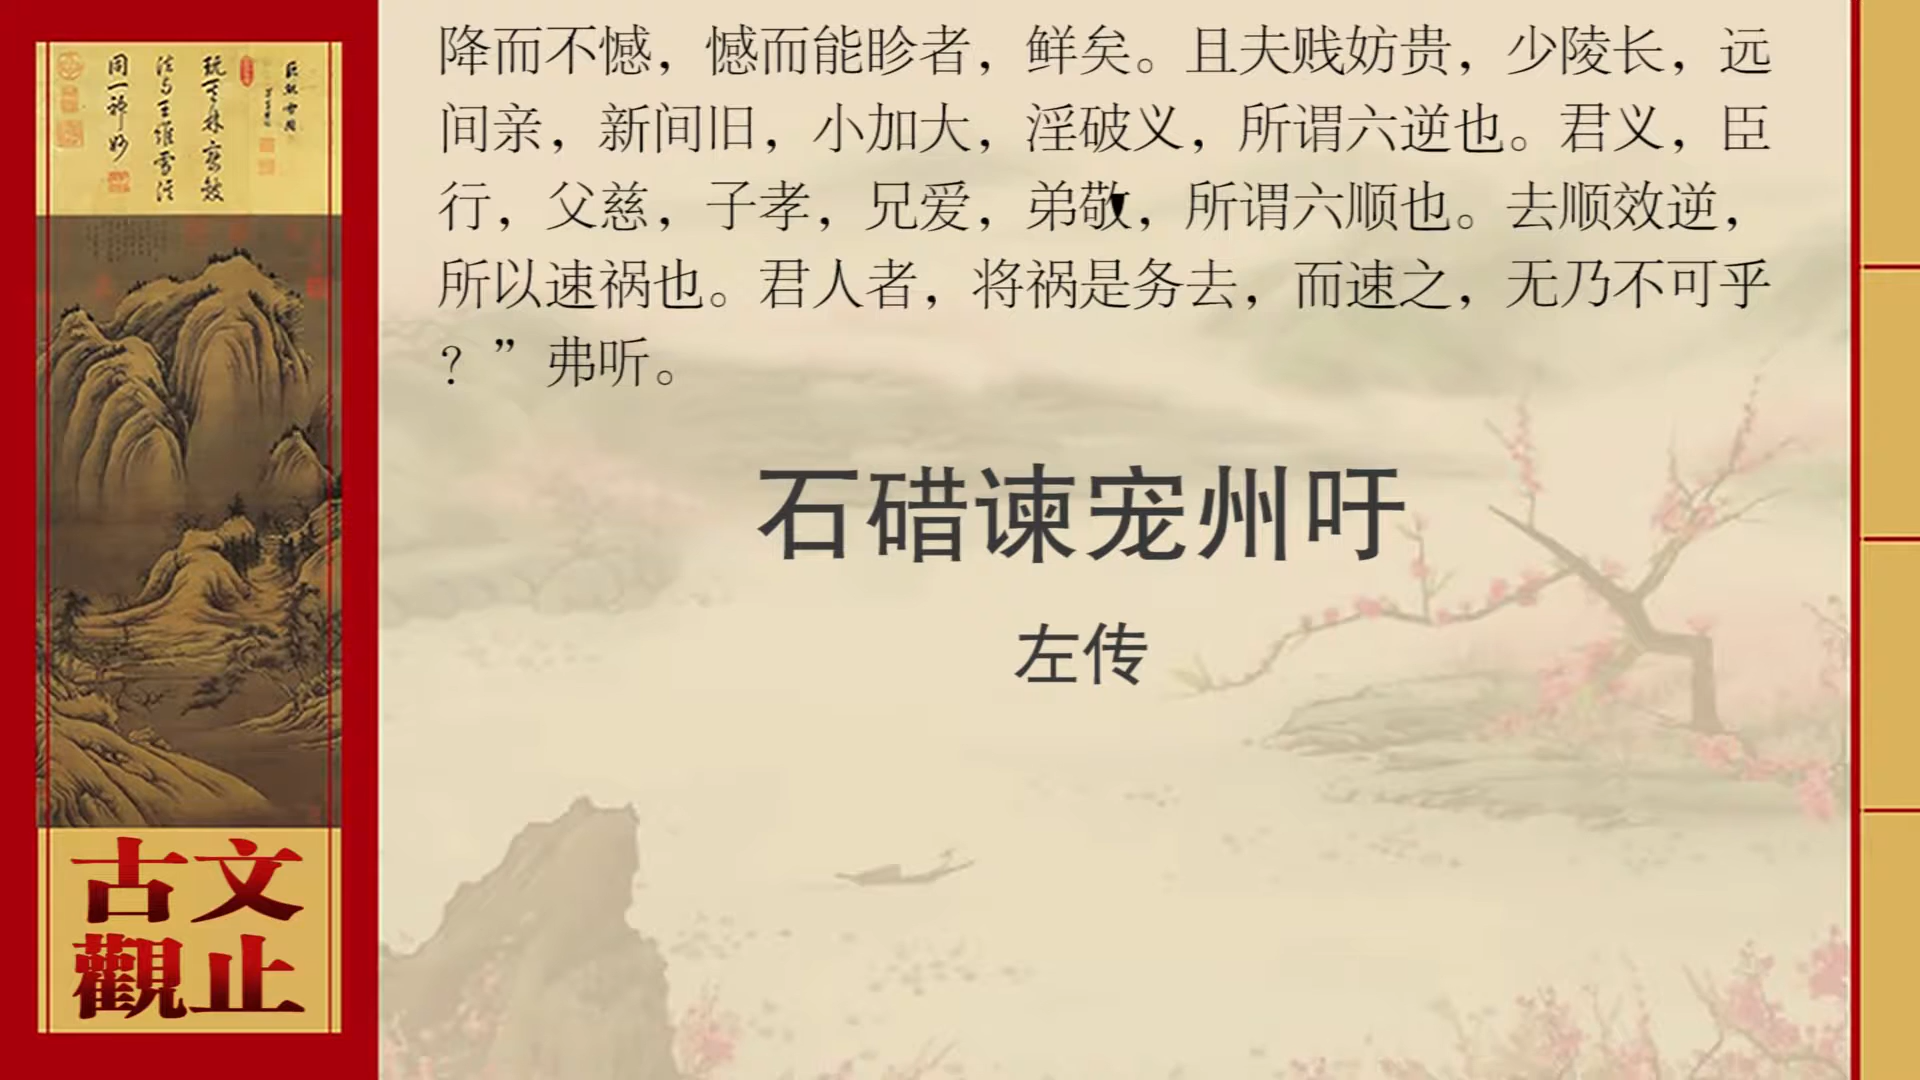 降而不憾，憾而能眕者，鲜矣。且夫贱妨贵，少陵长，远
间亲，新间旧，小加大，淫破义，所谓六逆也。君义，臣
行，父慈，子孝，兄爱，弟敬，所谓六顺也。去顺效逆，
所以速祸也。君人者，将祸是务去，而速之，无乃不可乎
？”弗听。
石碏谏宠州吁
左传
古文
觀止